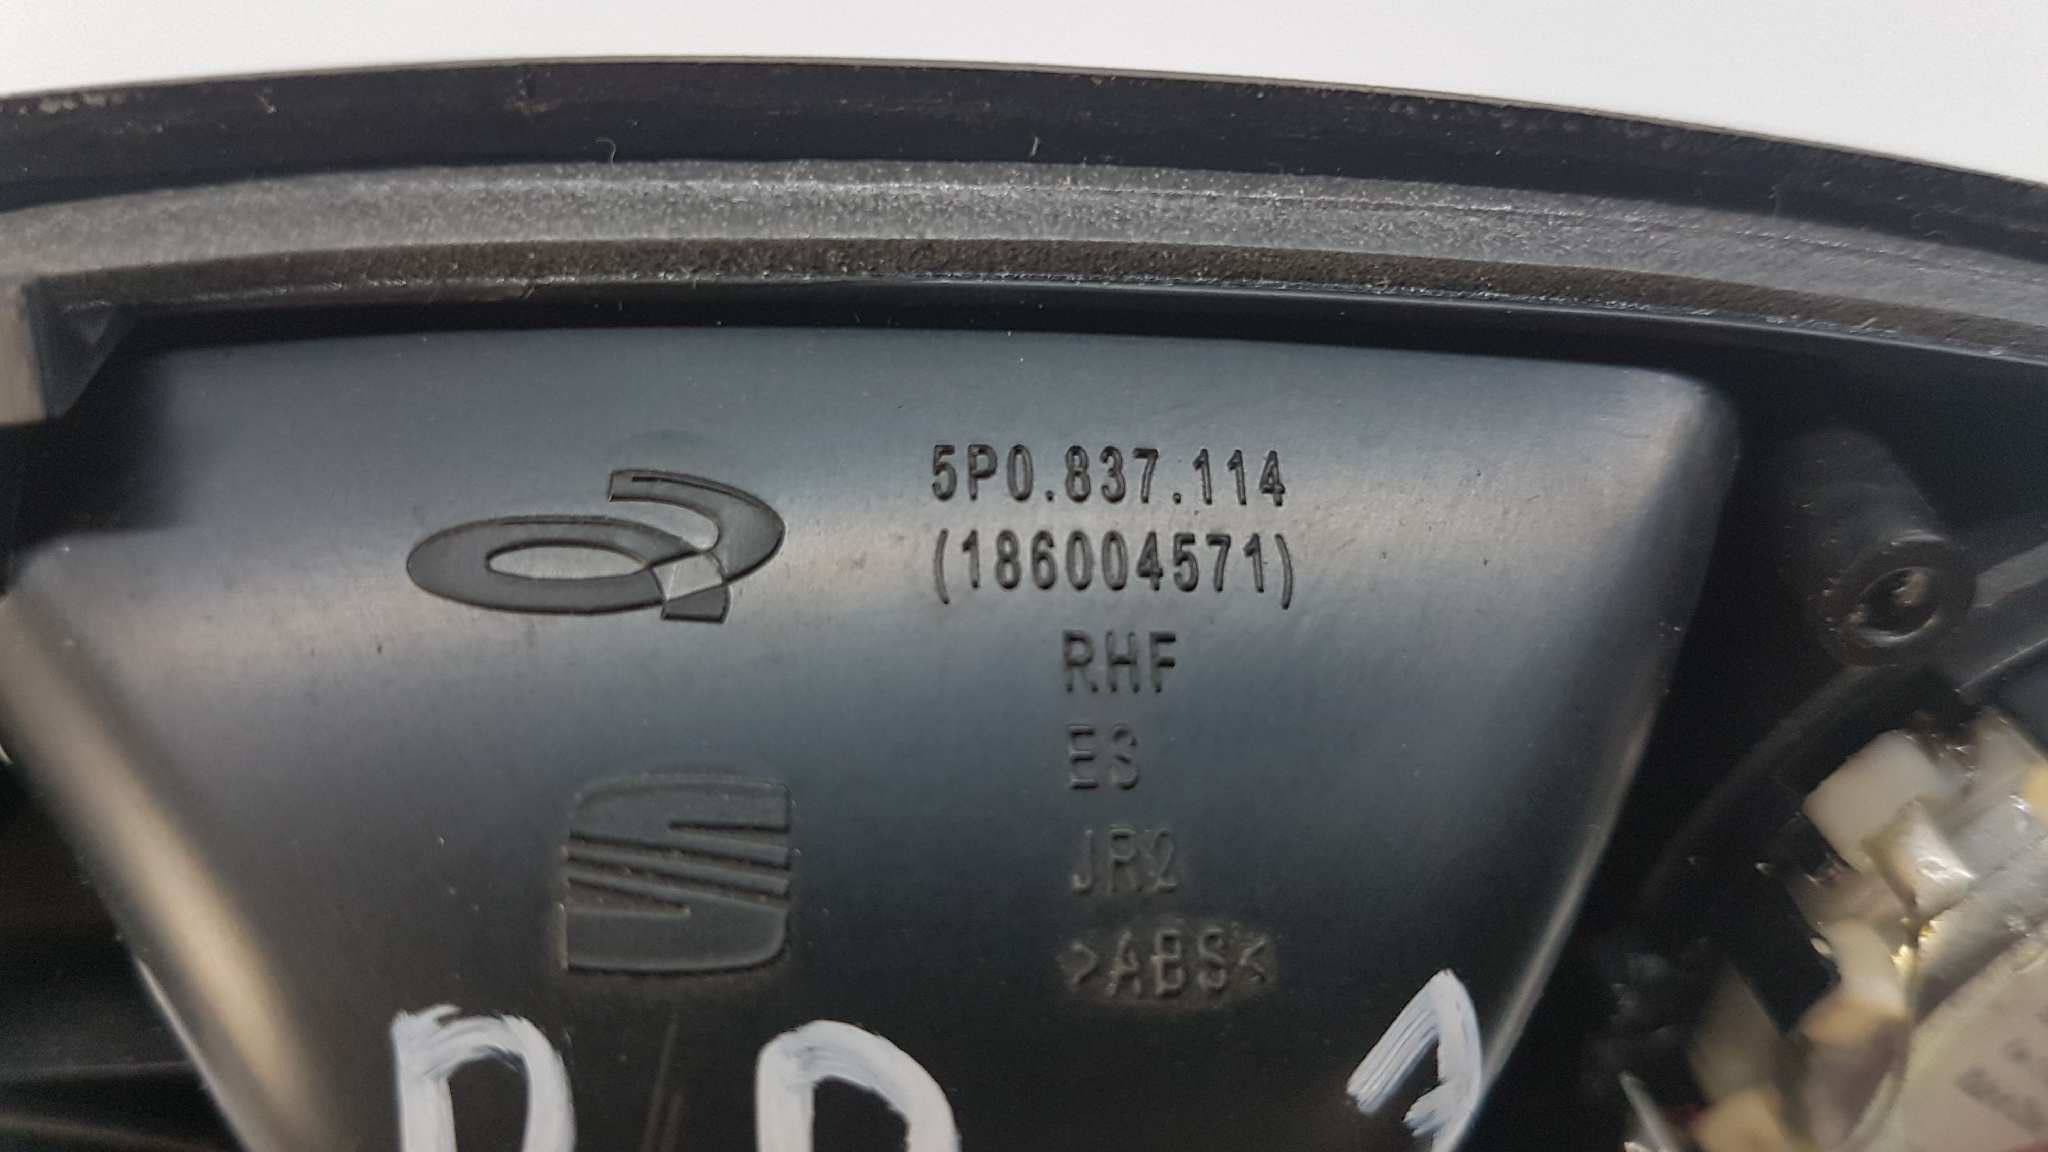 5P0.837.114
(186004571)
RHF
ES
JR2
>ABS<